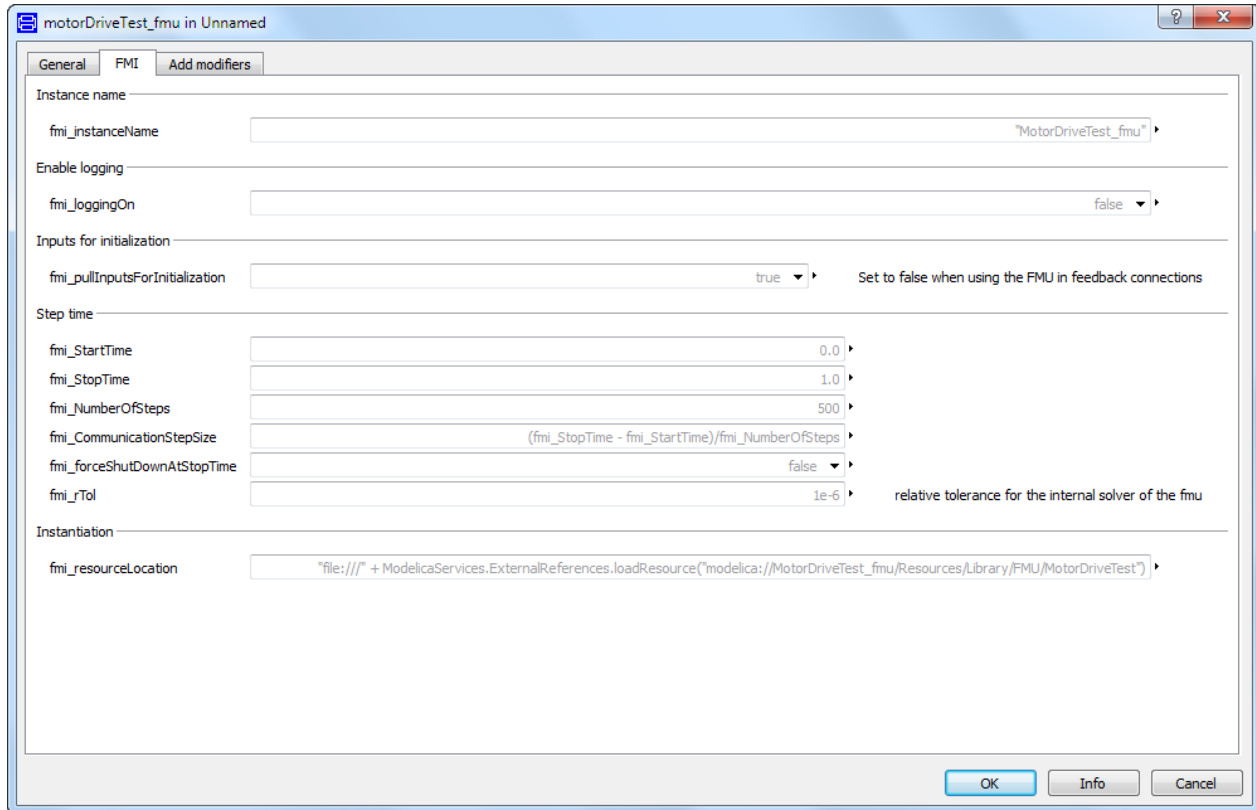 motorDriveTest_fmu in Unnamed
General FMI Add modifiers
Instance name
fmi_instanceName "MotorDriveTest_fmu"
Enable logging
fmi_loggingOn false
Inputs for initialization
fmi_pullInputsForInitialization true Set to false when using the FMU in feedback connections
Step time
fmi_StartTime 0.0
fmi_StopTime 1.0
fmi_NumberOfSteps 500
fmi_CommunicationStepSize (fmi_StopTime - fmi_StartTime)/fmi_NumberOfSteps
fmi_forceShutDownAtStopTime false
fmi_rTol 1e-6 relative tolerance for the internal solver of the fmu
Instantiation
fmi_resourceLocation "file:///" + ModelicaServices.ExternalReferences.loadResource("modelica://MotorDriveTest_fmu/Resources/Library/FMU/MotorDriveTest")
OK Info Cancel